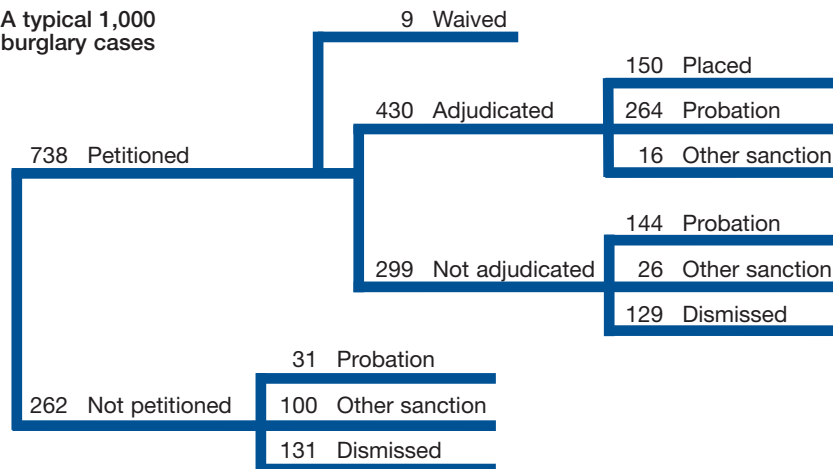 A typical 1,000
burglary cases
9 Waived
150 Placed
430 Adjudicated
264 Probation
738 Petitioned
16 Other sanction
144 Probation
299 Not adjudicated
26 Other sanction
129 Dismissed
31 Probation
262 Not petitioned
100 Other sanction
131 Dismissed